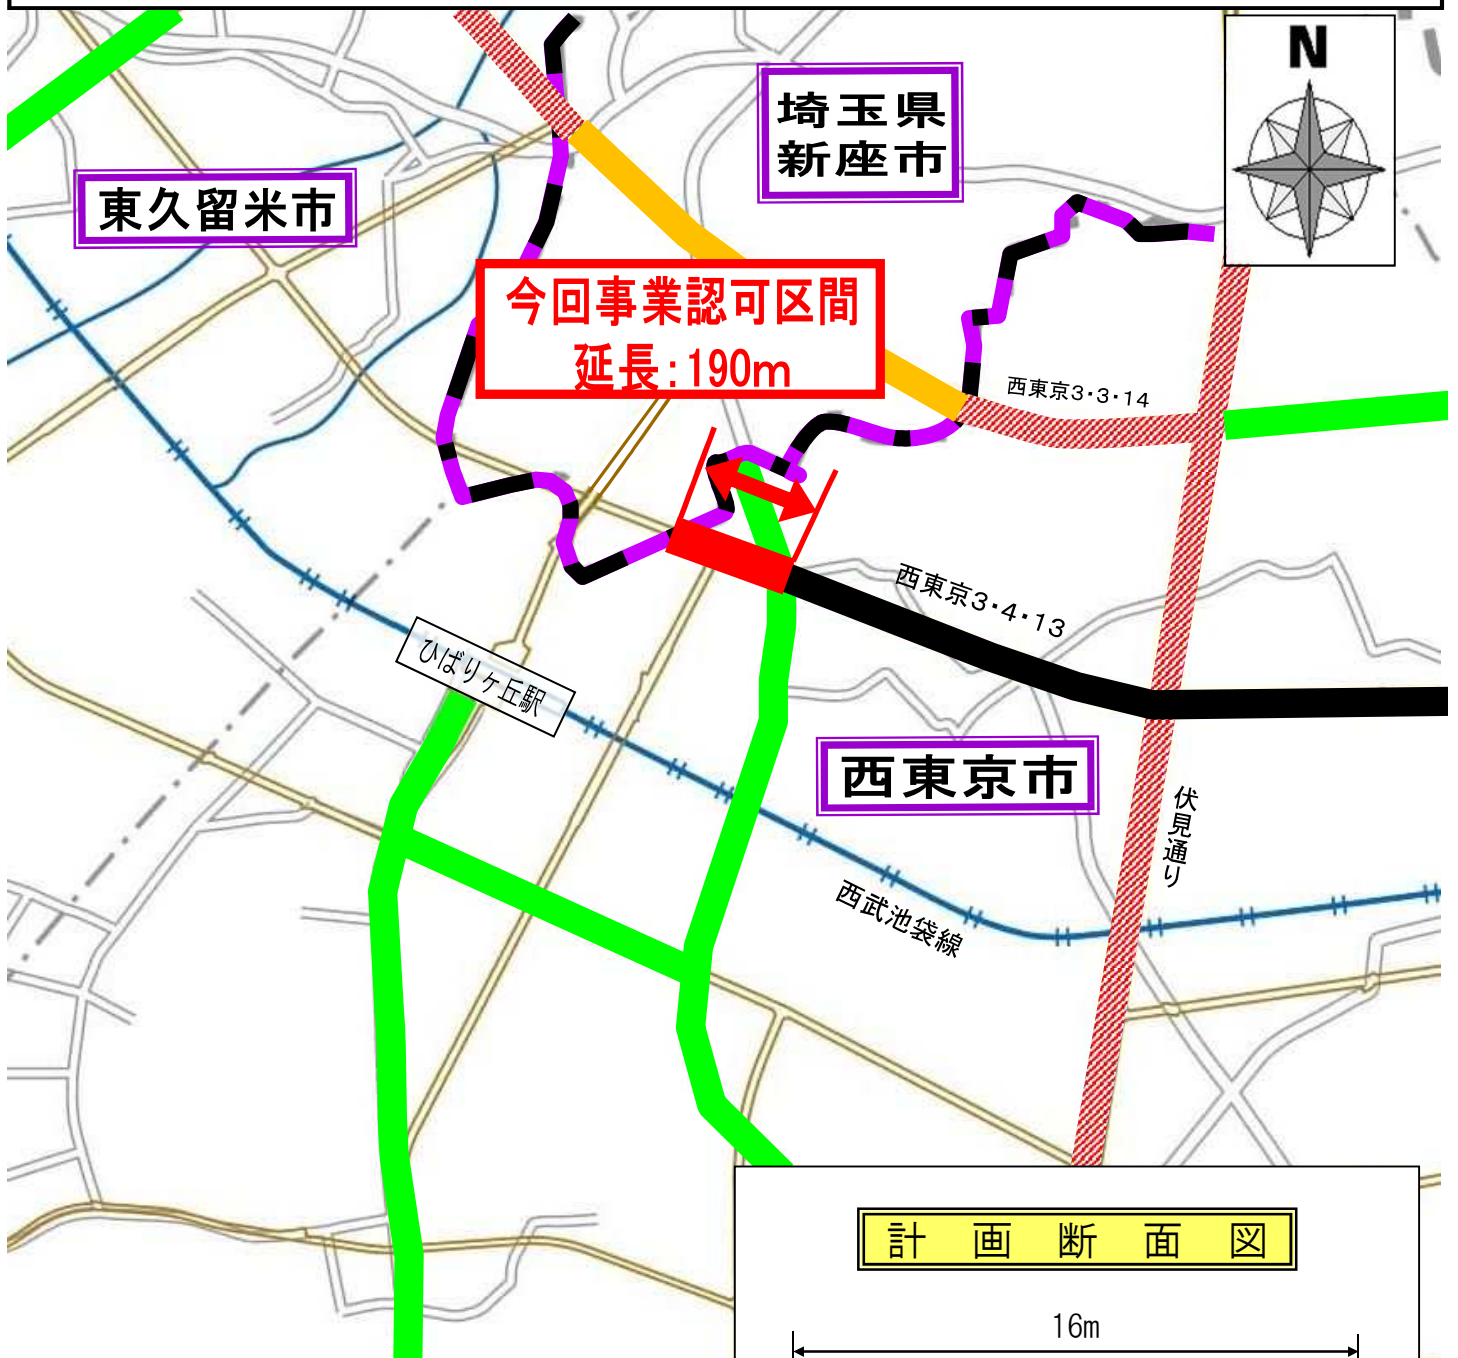 N
埼玉県
新座市
東久留米市
今回事業認可区間
延長:190m
西東京3・3・14
西東京3・4・13
ひばりヶ丘駅
西東京市
伏見通り
西武池袋線
計画断面図
16m